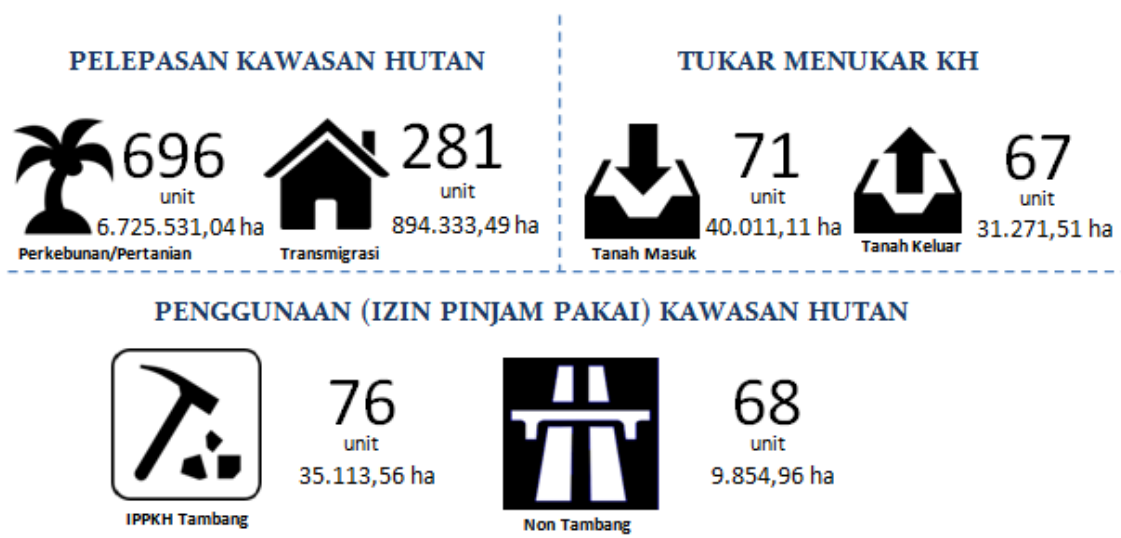 PELEPASAN KAWASAN HUTAN
696
unit
6.725.531,04 ha
Perkebunan/Pertanian
281
unit
894.333,49 ha
Transmigrasi
TUKAR MENUKAR KH
71
unit
40.011,11 ha
Tanah Masuk
67
unit
31.271,51 ha
Tanah Keluar
PENGGUNAAN (IZIN PINJAM PAKAI) KAWASAN HUTAN
76
unit
35.113,56 ha
IPPKH Tambang
68
unit
9.854,96 ha
Non Tambang